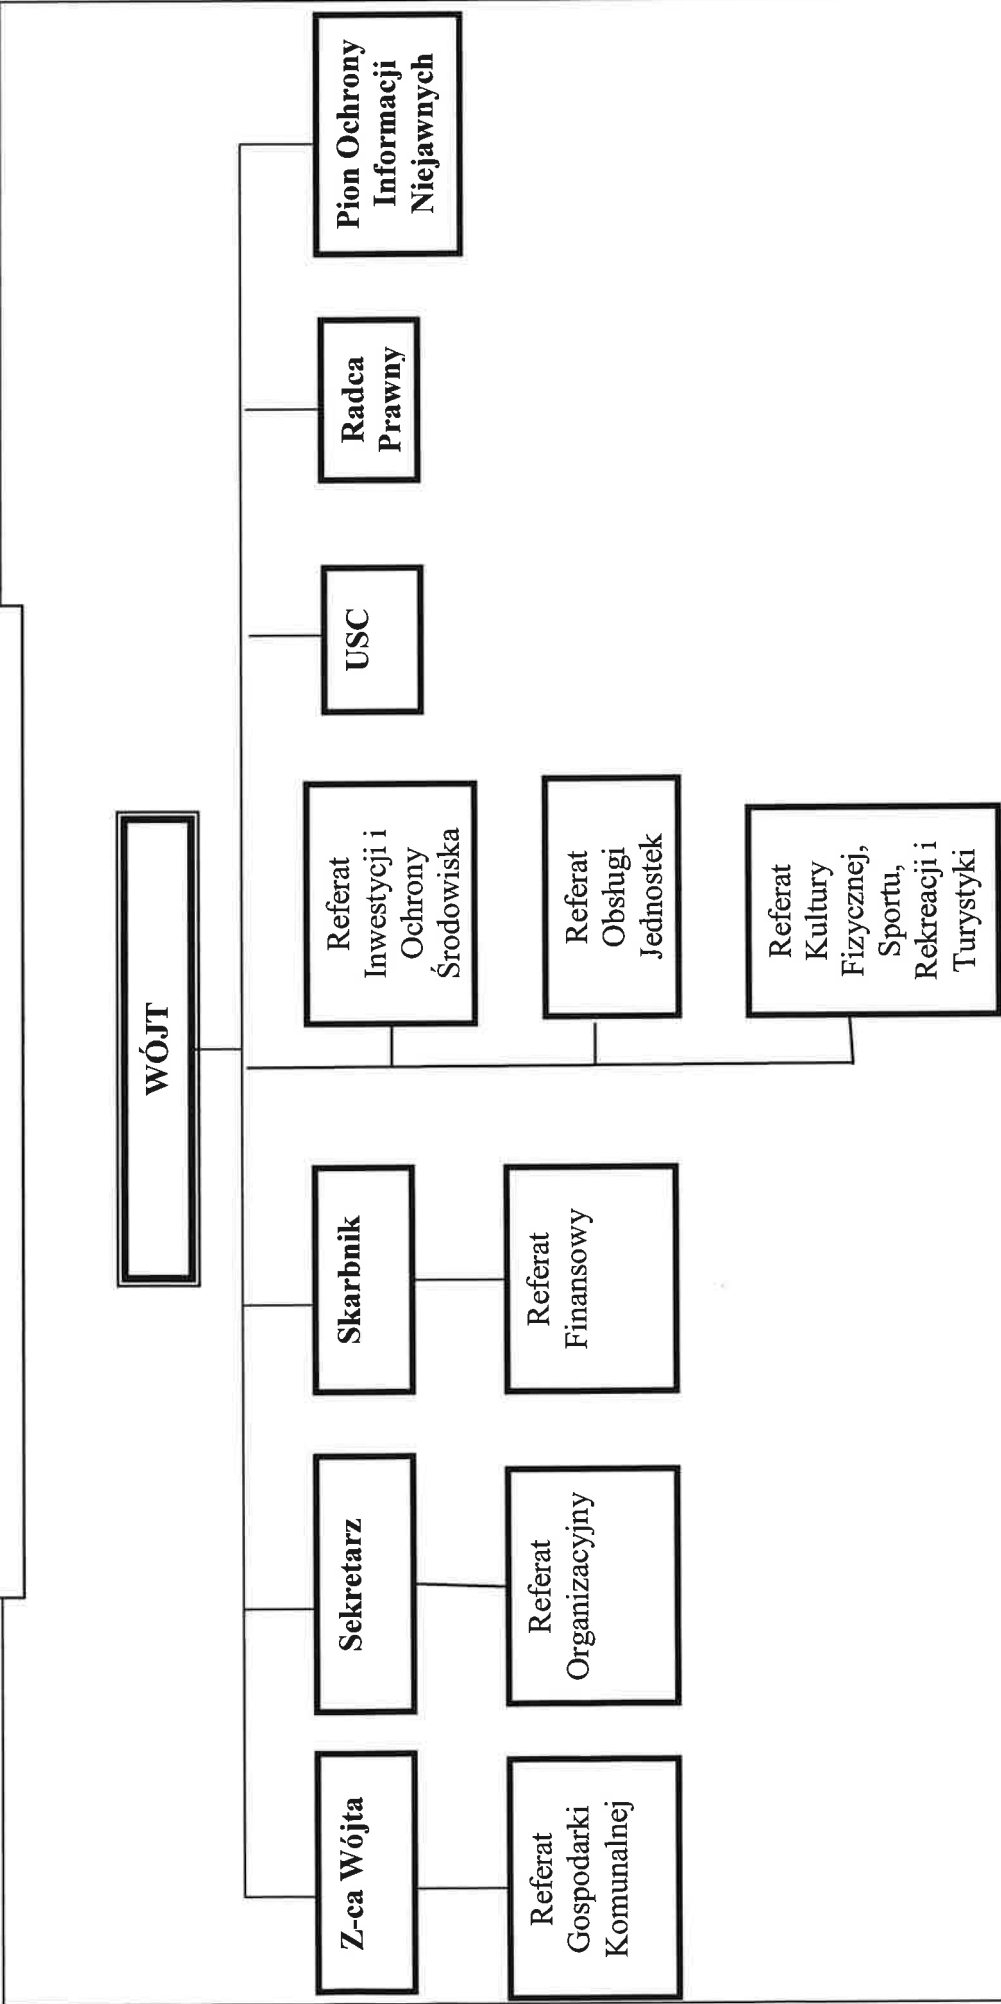 WÓJT
Z-ca Wójta
Sekretarz
Skarbnik
USC
Radca
Prawny
Pion Ochrony
Informacji
Niejawnych
Referat
Gospodarki
Komunalnej
Referat
Organizacyjny
Referat
Finansowy
Referat
Inwestycji i
Ochrony
Środowiska
Referat
Obsługi
Jednostek
Referat
Kultury
Fizycznej,
Sportu,
Rekreacji i
Turystyki